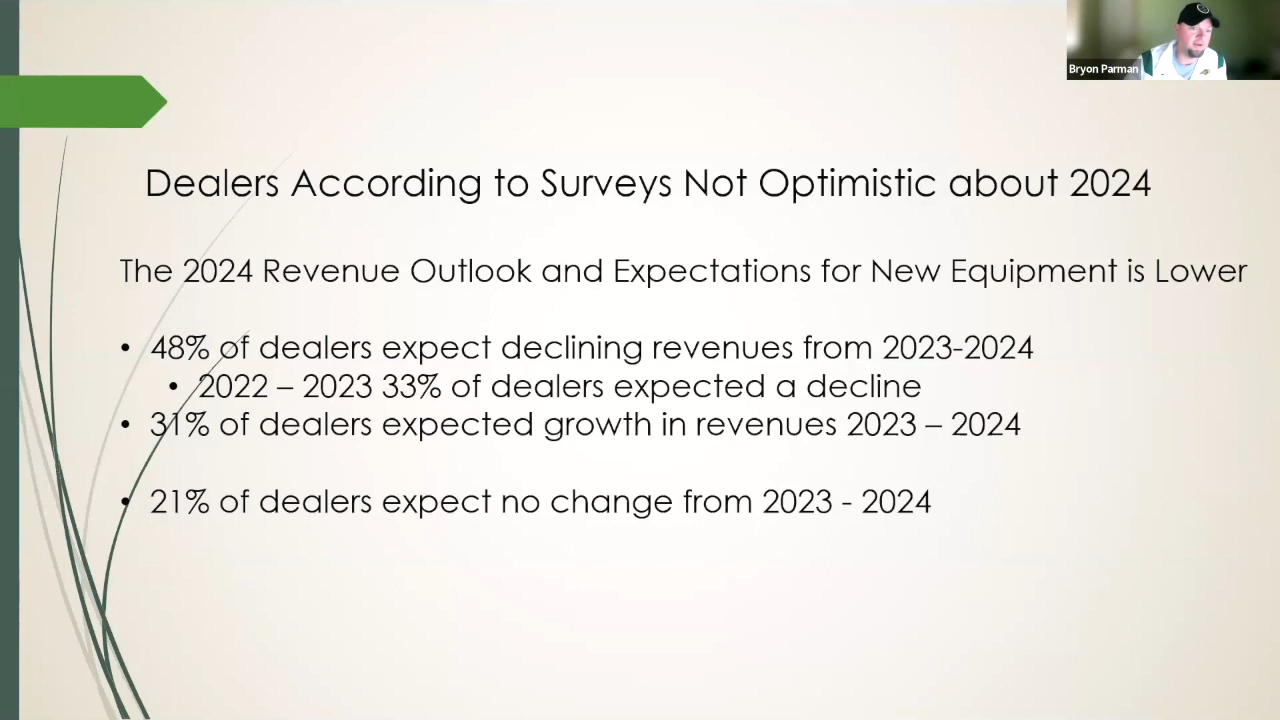 Bryon Parman
Dealers According to Surveys Not Optimistic about 2024
The 2024 Revenue Outlook and Expectations for New Equipment is Lower
• 48% of dealers expect declining revenues from 2023-2024
• 2022 – 2023 33% of dealers expected a decline
• 31% of dealers expected growth in revenues 2023 – 2024
• 21% of dealers expect no change from 2023 - 2024